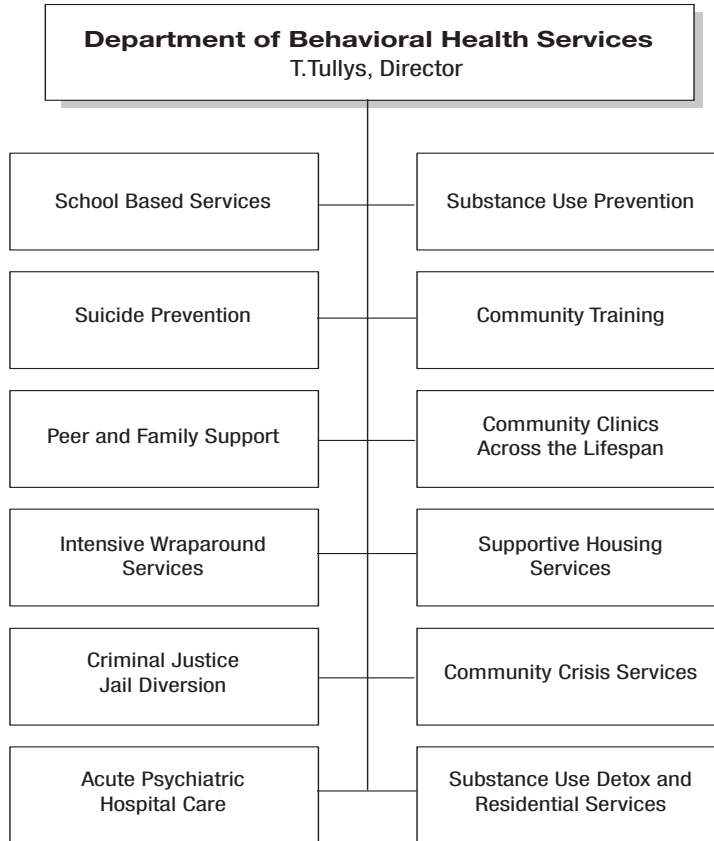 Department of Behavioral Health Services
T.Tullys, Director
School Based Services
Substance Use Prevention
Suicide Prevention
Community Training
Peer and Family Support
Community Clinics
Across the Lifespan
Intensive Wraparound
Services
Supportive Housing
Services
Criminal Justice
Jail Diversion
Community Crisis Services
Acute Psychiatric
Hospital Care
Substance Use Detox and
Residential Services